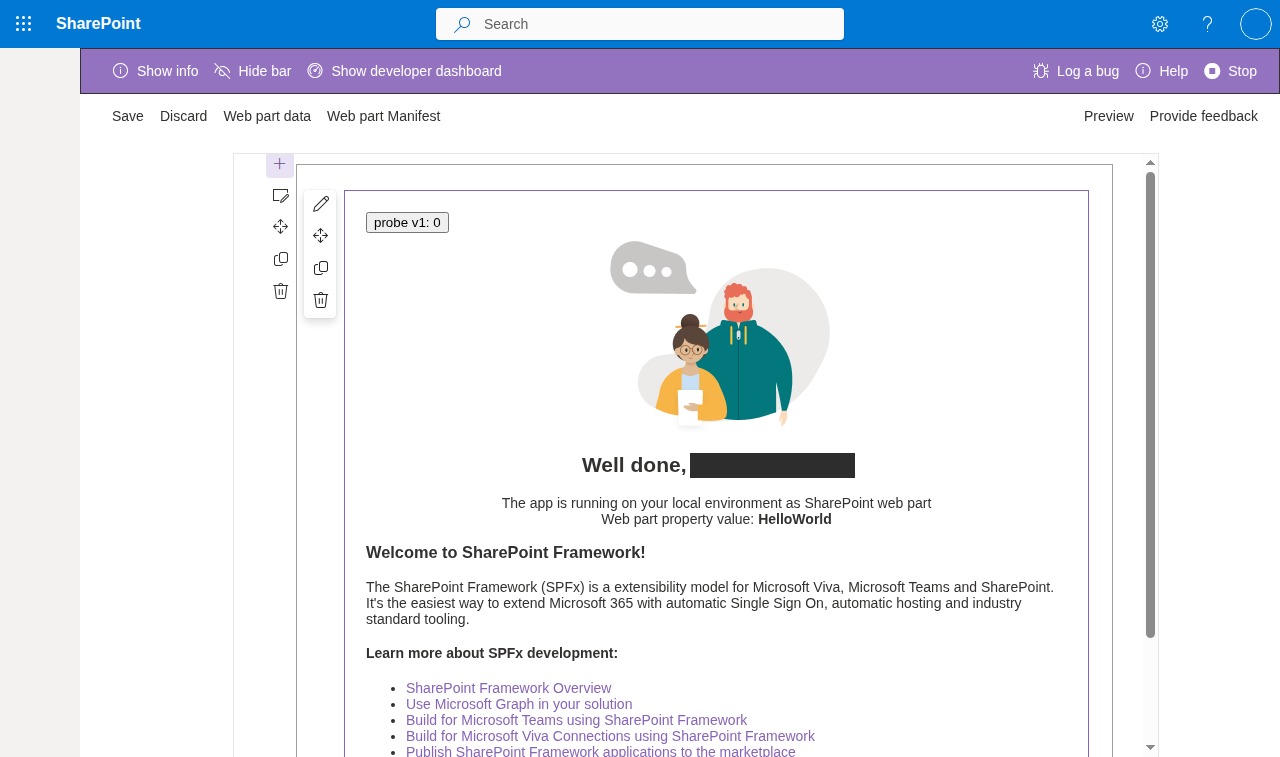 SharePoint
Search
Show info
Hide bar
Show developer dashboard
Log a bug
Help
Stop
Save
Discard
Web part data
Web part Manifest
Preview
Provide feedback
probe v1: 0
Well done,
The app is running on your local environment as SharePoint web part
Web part property value: HelloWorld
Welcome to SharePoint Framework!
The SharePoint Framework (SPFx) is a extensibility model for Microsoft Viva, Microsoft Teams and SharePoint.
It's the easiest way to extend Microsoft 365 with automatic Single Sign On, automatic hosting and industry
standard tooling.
Learn more about SPFx development:
SharePoint Framework Overview
Use Microsoft Graph in your solution
Build for Microsoft Teams using SharePoint Framework
Build for Microsoft Viva Connections using SharePoint Framework
Publish SharePoint Framework applications to the marketplace